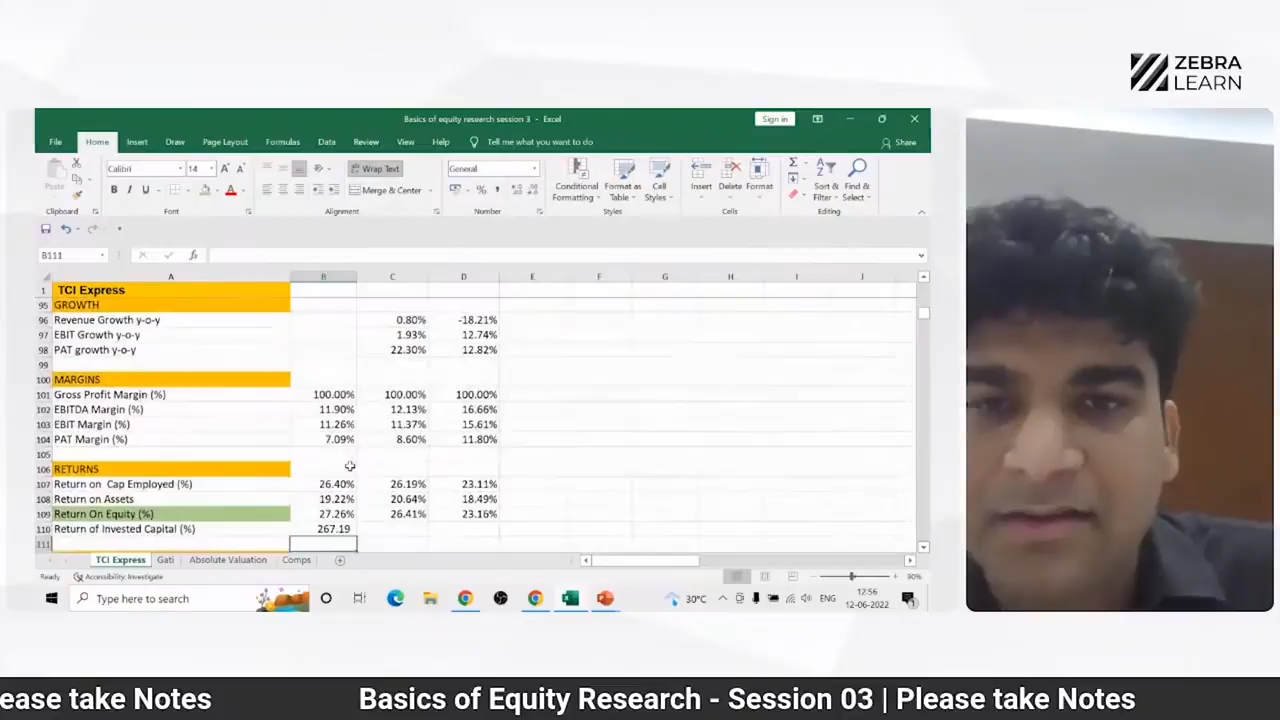 ZEBRA
LEARN
Basics of equity research session 3 - Excel
Sign in
File Home Insert Draw Page Layout Formulas Data Review View Help Tell me what you want to do Share
Paste
Calibri 14
Wrap Text
General
B I U
Merge & Center
Conditional Formatting
Format as Table
Cell Styles
Insert Delete Format
Sort & Filter
Find & Select
Clipboard Font Alignment Number Styles Cells Editing
B111
fx
A B C D E F G H I J
1 TCI Express
95 GROWTH
96 Revenue Growth y-o-y 0.80% -18.21%
97 EBIT Growth y-o-y 1.93% 12.74%
98 PAT growth y-o-y 22.30% 12.82%
99
100 MARGINS
101 Gross Profit Margin (%) 100.00% 100.00% 100.00%
102 EBITDA Margin (%) 11.90% 12.13% 16.66%
103 EBIT Margin (%) 11.26% 11.37% 15.61%
104 PAT Margin (%) 7.09% 8.60% 11.80%
105
106 RETURNS
107 Return on Cap Employed (%) 26.40% 26.19% 23.11%
108 Return on Assets 19.22% 20.64% 18.49%
109 Return On Equity (%) 27.26% 26.41% 23.16%
110 Return of Invested Capital (%) 267.19
111
TCI Express Gati Absolute Valuation Comps
Ready Accessibility: Investigate 90%
Type here to search
30°C
ENG
12:56
12-06-2022
ease take Notes
Basics of Equity Research - Session 03 | Please take Notes